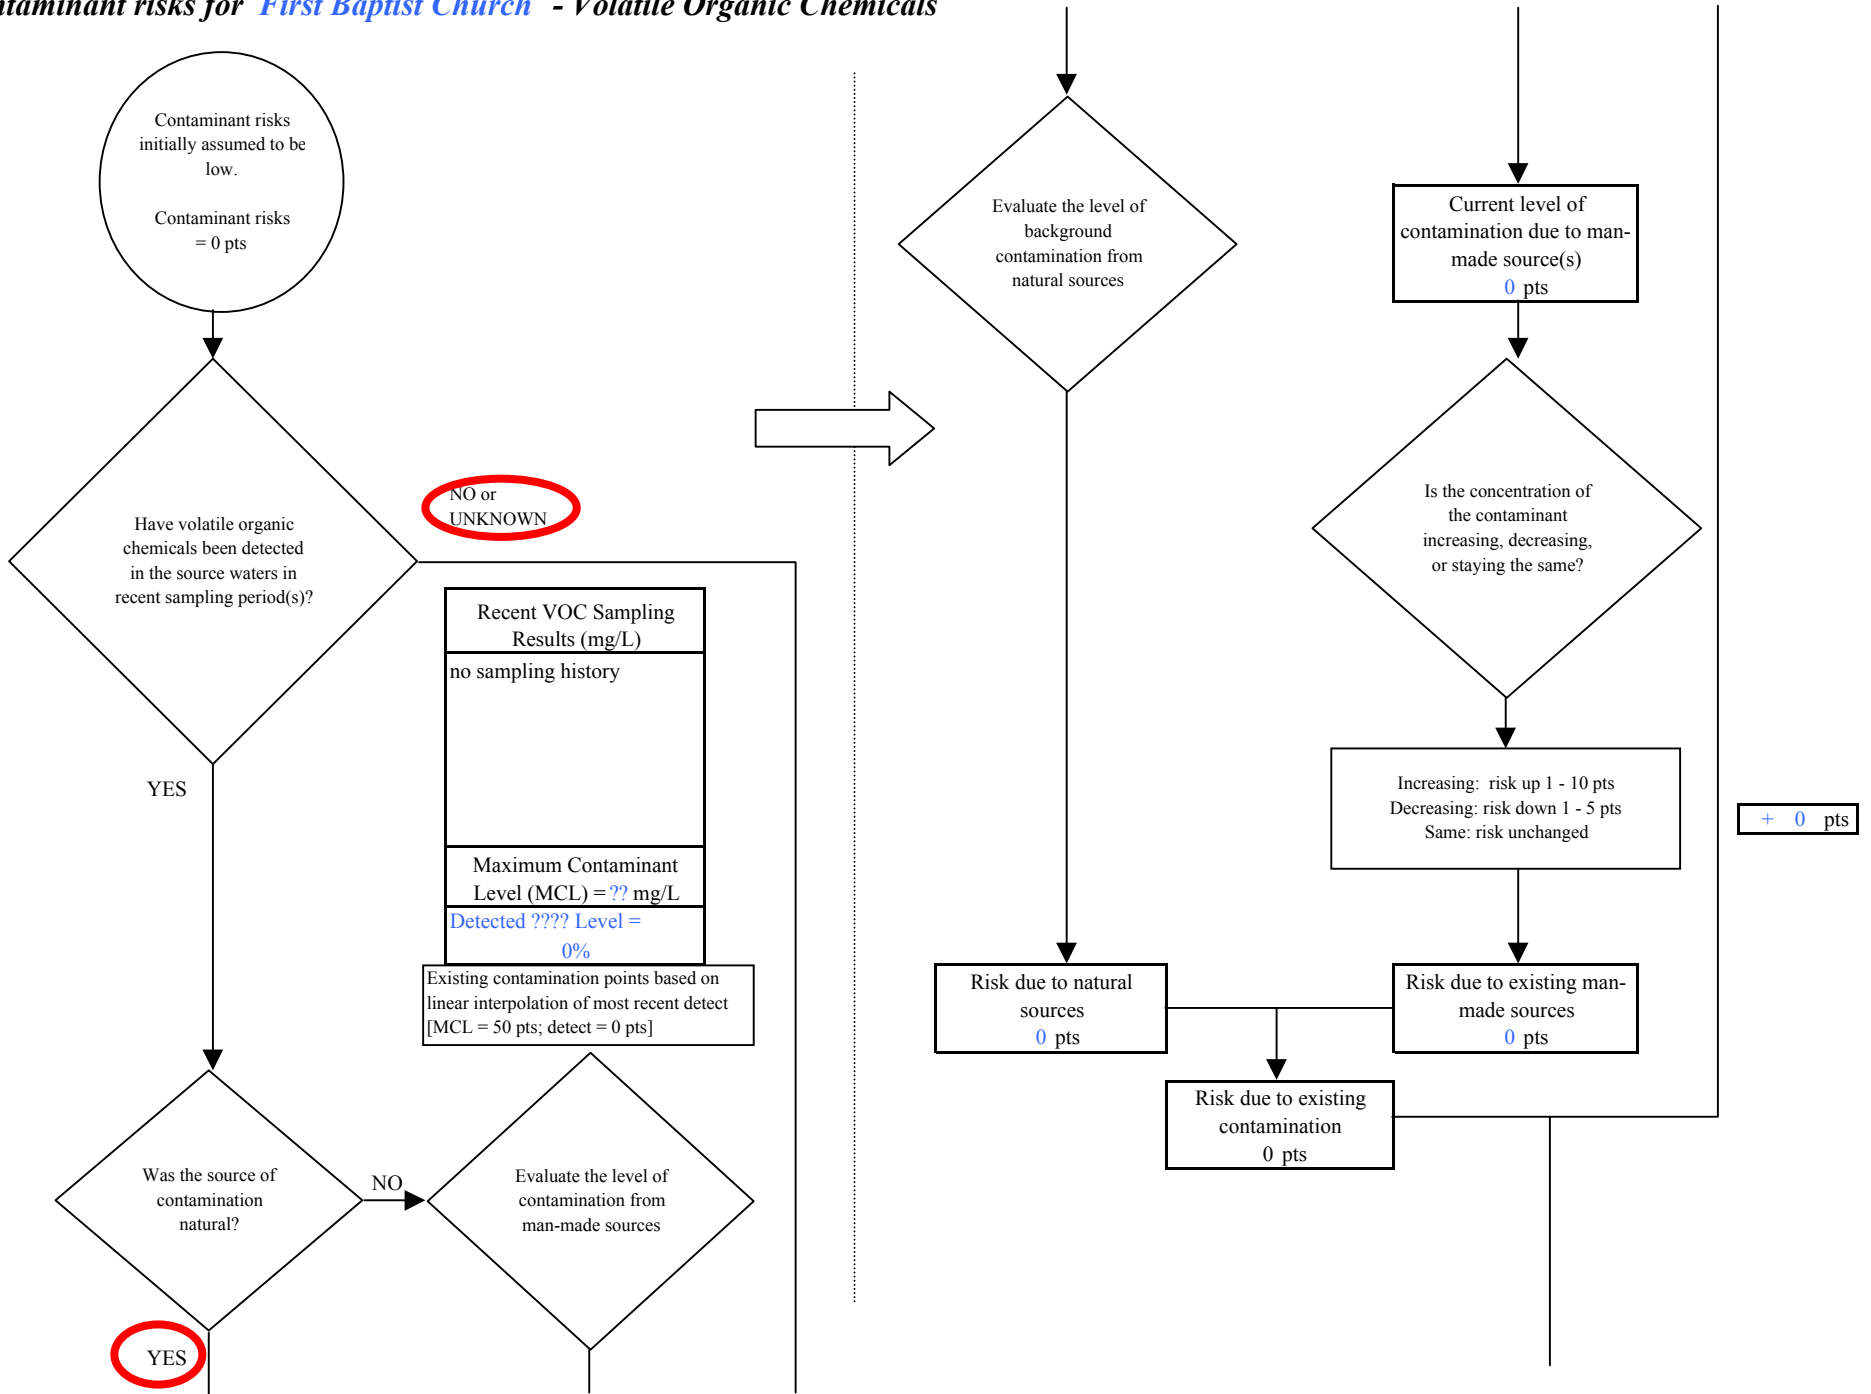 ntaminant risks for First Baptist Church - Volatile Organic Chemicals
Contaminant risks
initially assumed to be
low.
Contaminant risks
= 0 pts
Have volatile organic
chemicals been detected
in the source waters in
recent sampling period(s)?
NO or
UNKNOWN
YES
Recent VOC Sampling
Results (mg/L)
no sampling history
Maximum Contaminant
Level (MCL) = ?? mg/L
Detected ???? Level =
0%
Existing contamination points based on
linear interpolation of most recent detect
[MCL = 50 pts; detect = 0 pts]
Was the source of
contamination
natural?
NO
Evaluate the level of
contamination from
man-made sources
YES
Evaluate the level of
background
contamination from
natural sources
Current level of
contamination due to man-
made source(s)
0 pts
Is the concentration of
the contaminant
increasing, decreasing,
or staying the same?
Increasing: risk up 1 - 10 pts
Decreasing: risk down 1 - 5 pts
Same: risk unchanged
+ 0 pts
Risk due to natural
sources
0 pts
Risk due to existing man-
made sources
0 pts
Risk due to existing
contamination
0 pts